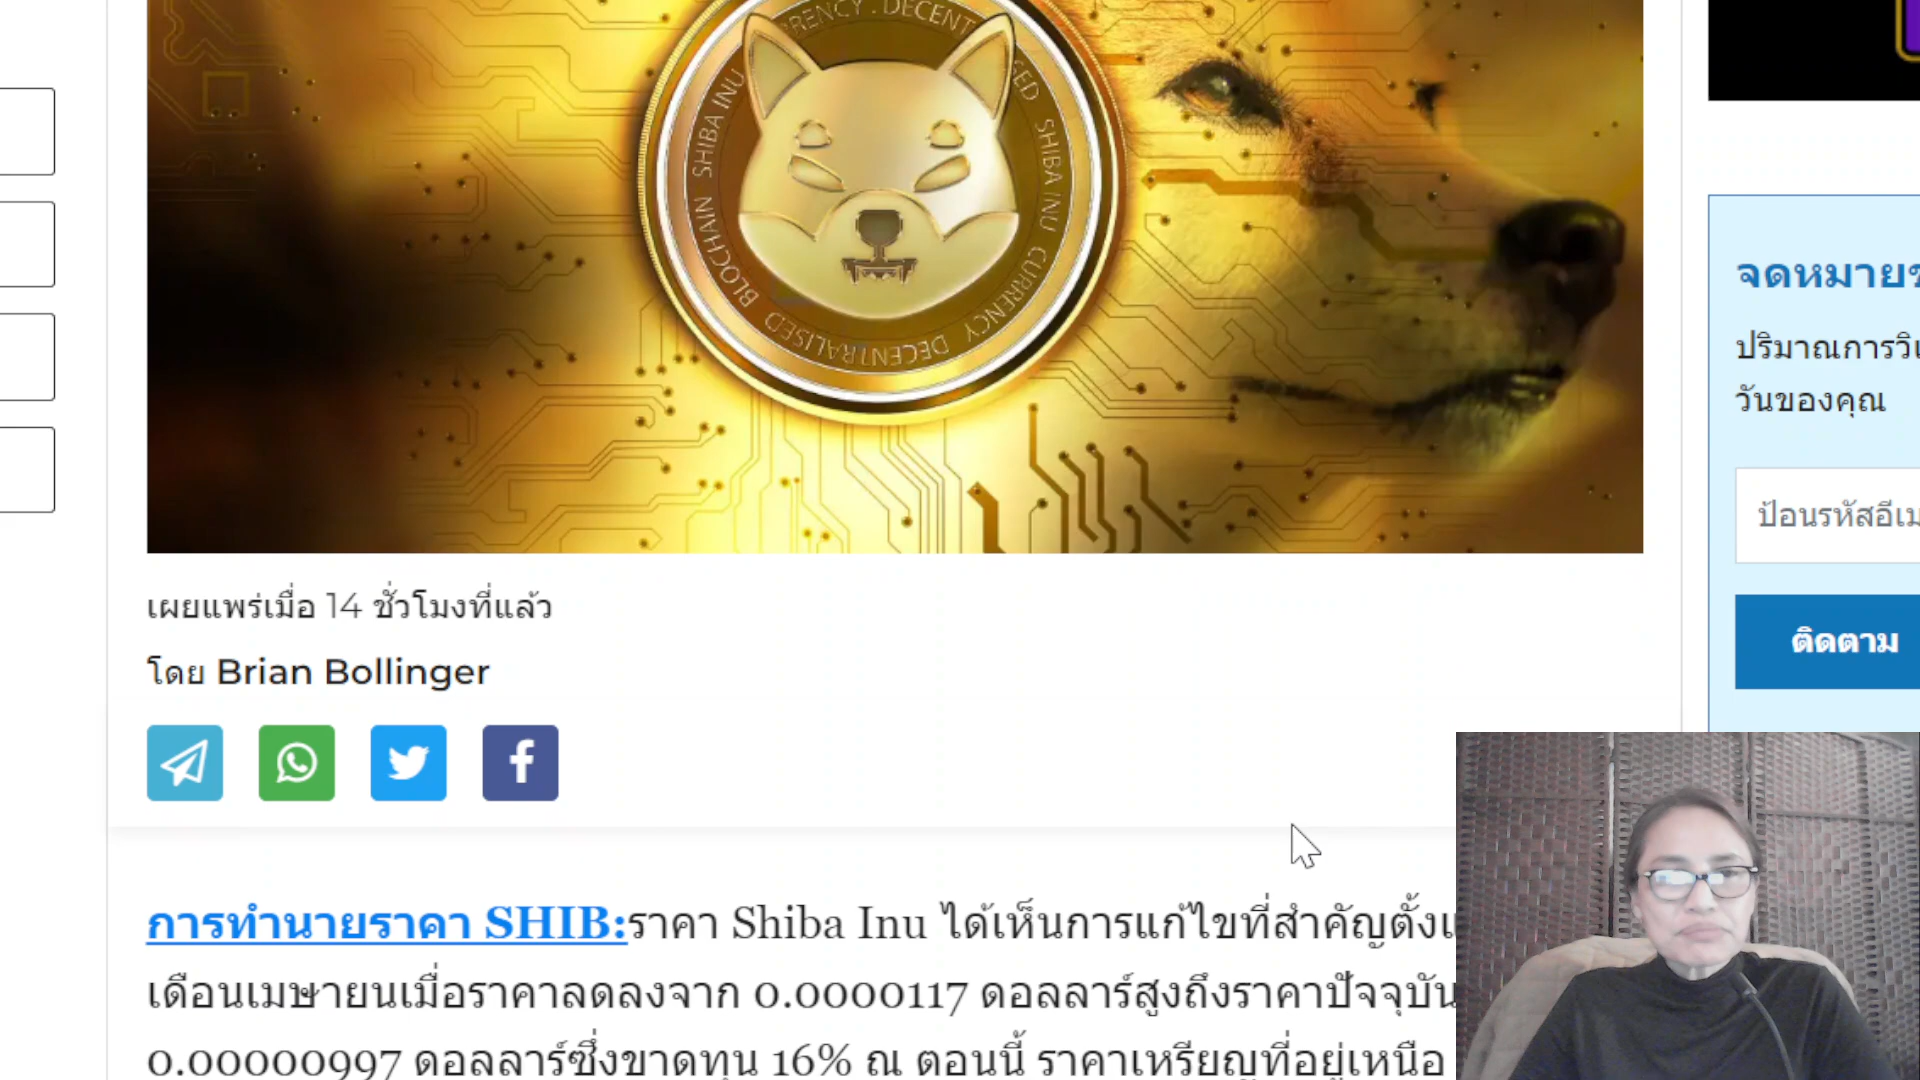 RRENCY . DECENT
SED SHIBA INU CURRENCY DECENTRALISED BLOCHAIN SHIBA INU
เผยแพร่เมื่อ 14 ชั่วโมงที่แล้ว
โดย Brian Bollinger
การทำนายราคา SHIB:ราคา Shiba Inu ได้เห็นการแก้ไขที่สำคัญตั้งแ
เดือนเมษายนเมื่อราคาลดลงจาก 0.0000117 ดอลลาร์สูงถึงราคาปัจจุบัน
0.00000997 ดอลลาร์ซึ่งขาดทุน 16% ณ ตอนนี้ ราคาเหรียญที่อยู่เหนือ
จดหมายข
ปริมาณการวิเ
วันของคุณ
ป้อนรหัสอีเม
ติดตาม